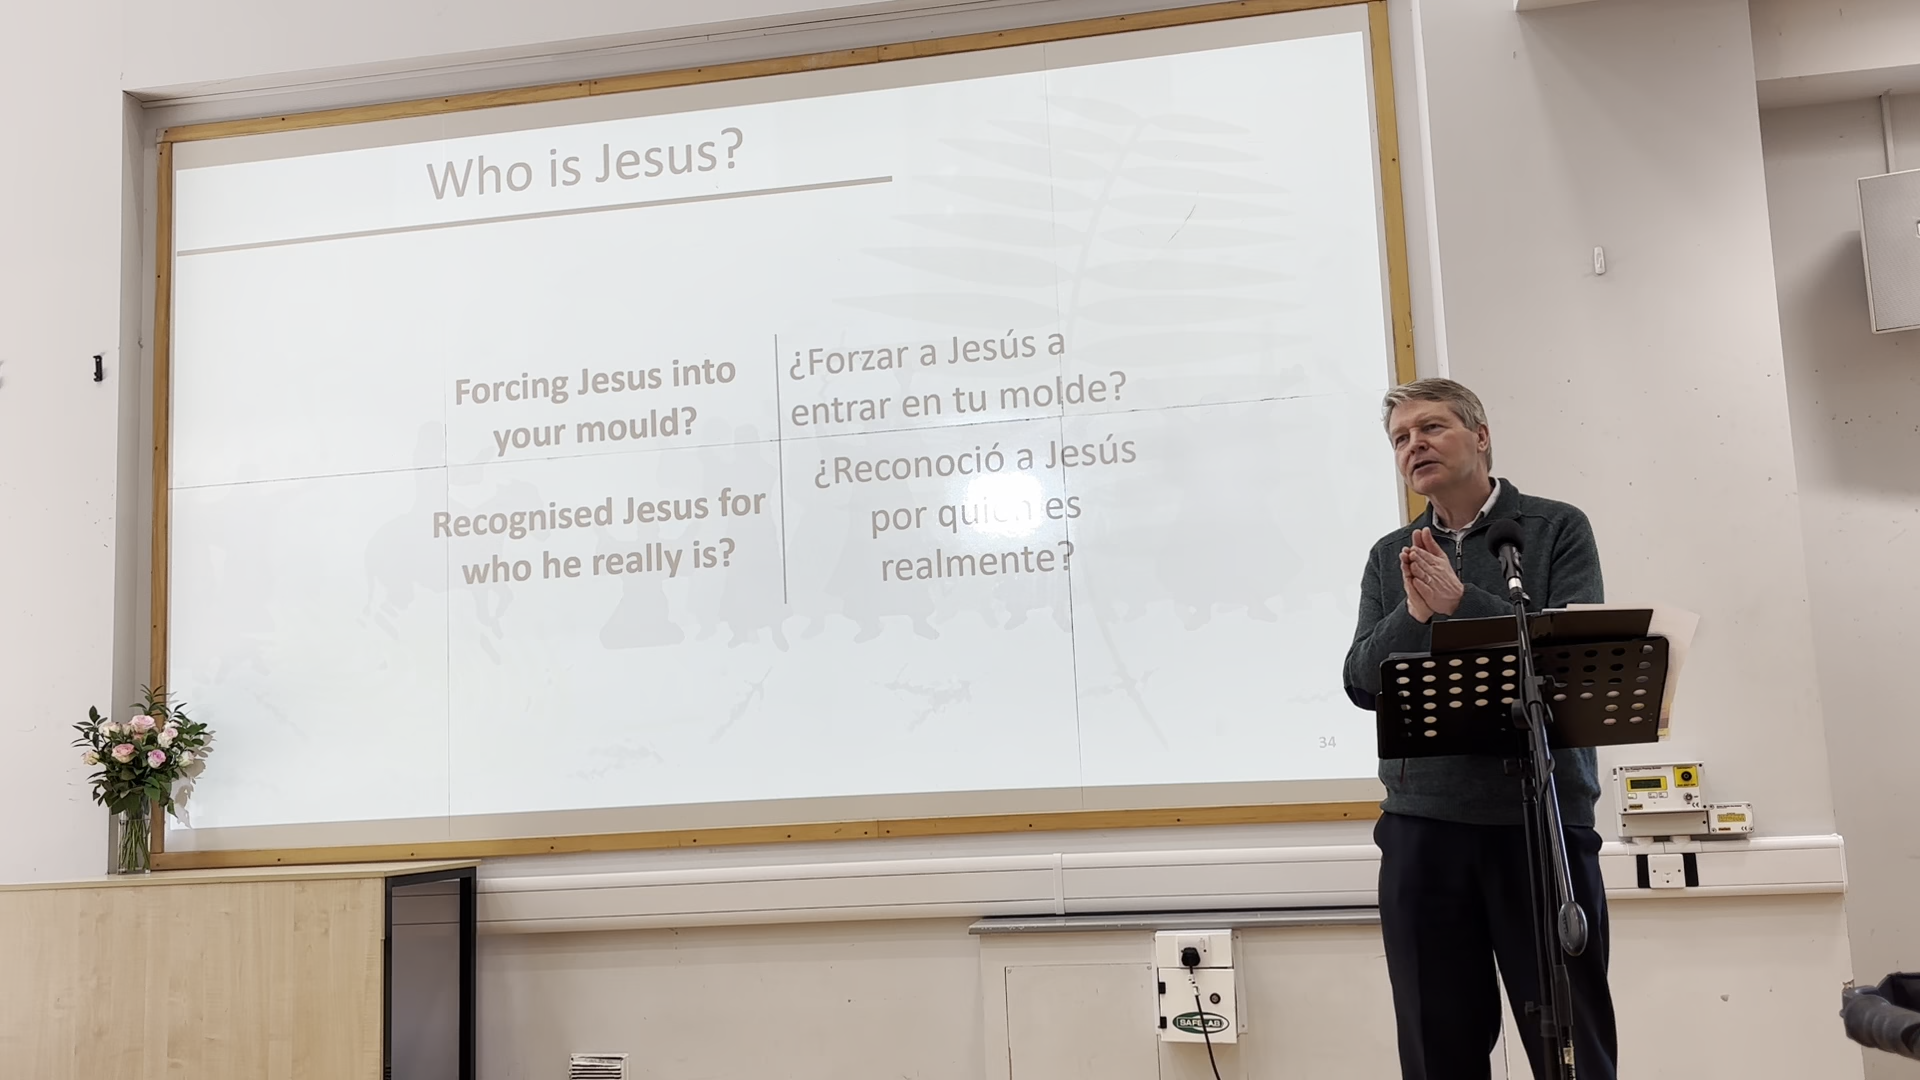 Who is Jesus?
Forcing Jesus into
your mould?
Recognised Jesus for
who he really is?
¿Forzar a Jesús a
entrar en tu molde?
¿Reconoció a Jesús
por quien es
realmente?
34
SAFELAB